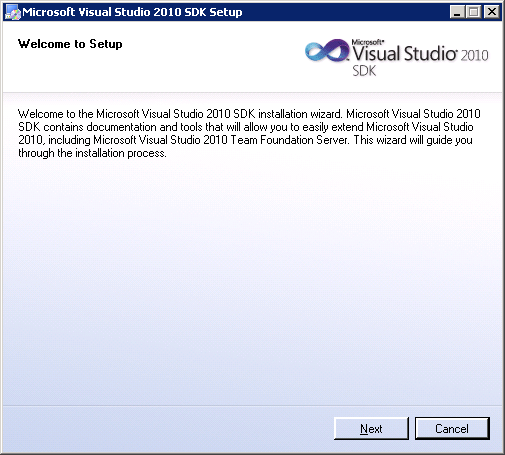 Microsoft Visual Studio 2010 SDK Setup
Welcome to Setup
Microsoft®
Visual Studio® 2010
SDK
Welcome to the Microsoft Visual Studio 2010 SDK installation wizard. Microsoft Visual Studio 2010
SDK contains documentation and tools that will allow you to easily extend Microsoft Visual Studio
2010, including Microsoft Visual Studio 2010 Team Foundation Server. This wizard will guide you
through the installation process.
Next
Cancel